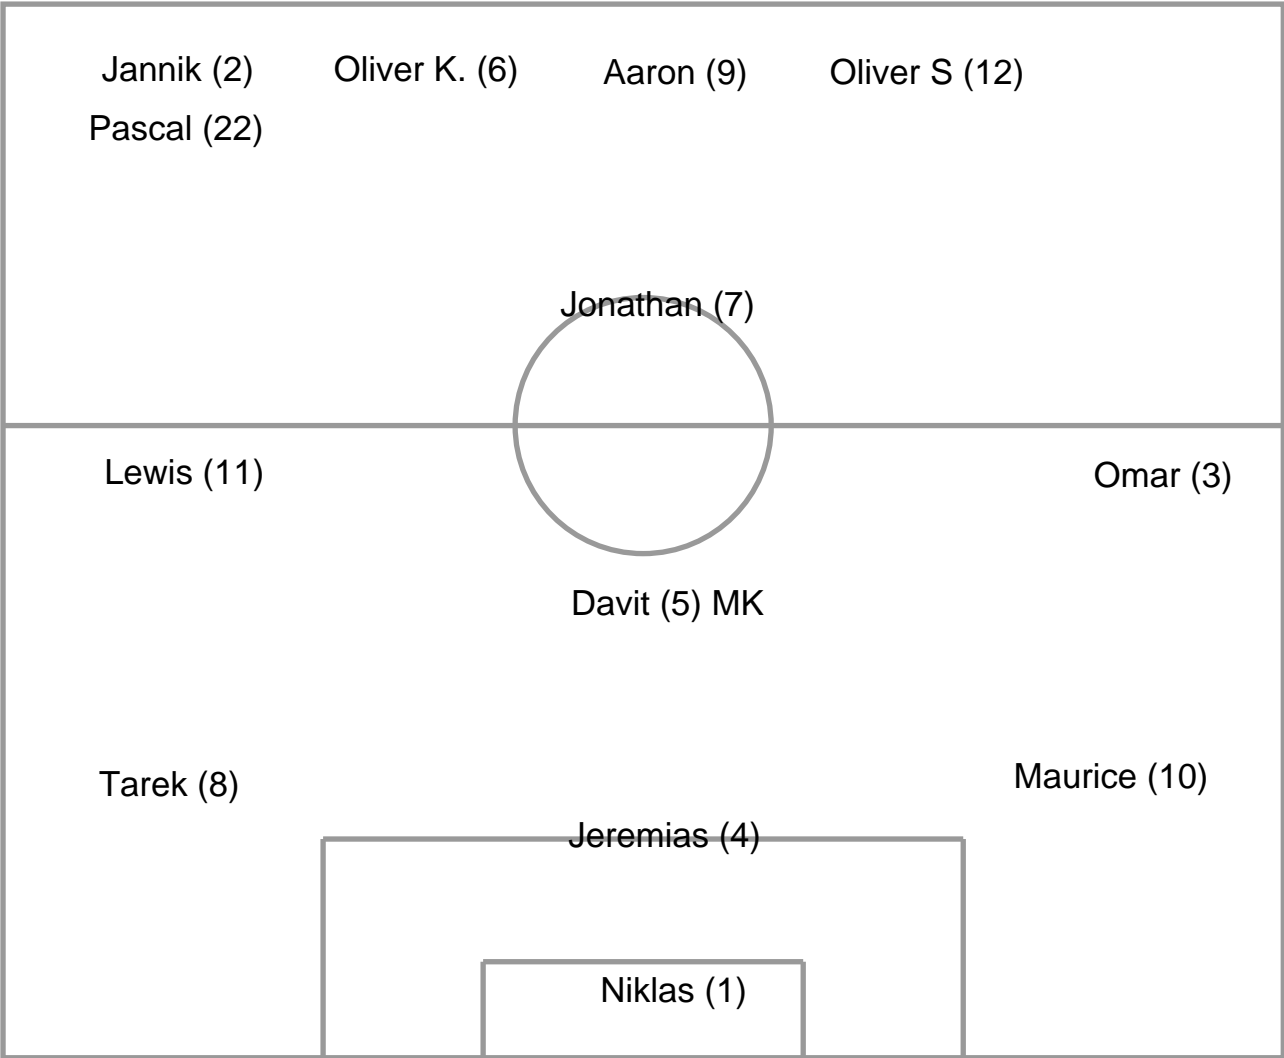 Jannik (2) Oliver K. (6) Aaron (9) Oliver S (12)
Pascal (22)
Jonathan (7)
Lewis (11) Omar (3)
Davit (5) MK
Tarek (8) Maurice (10)
Jeremias (4)
Niklas (1)